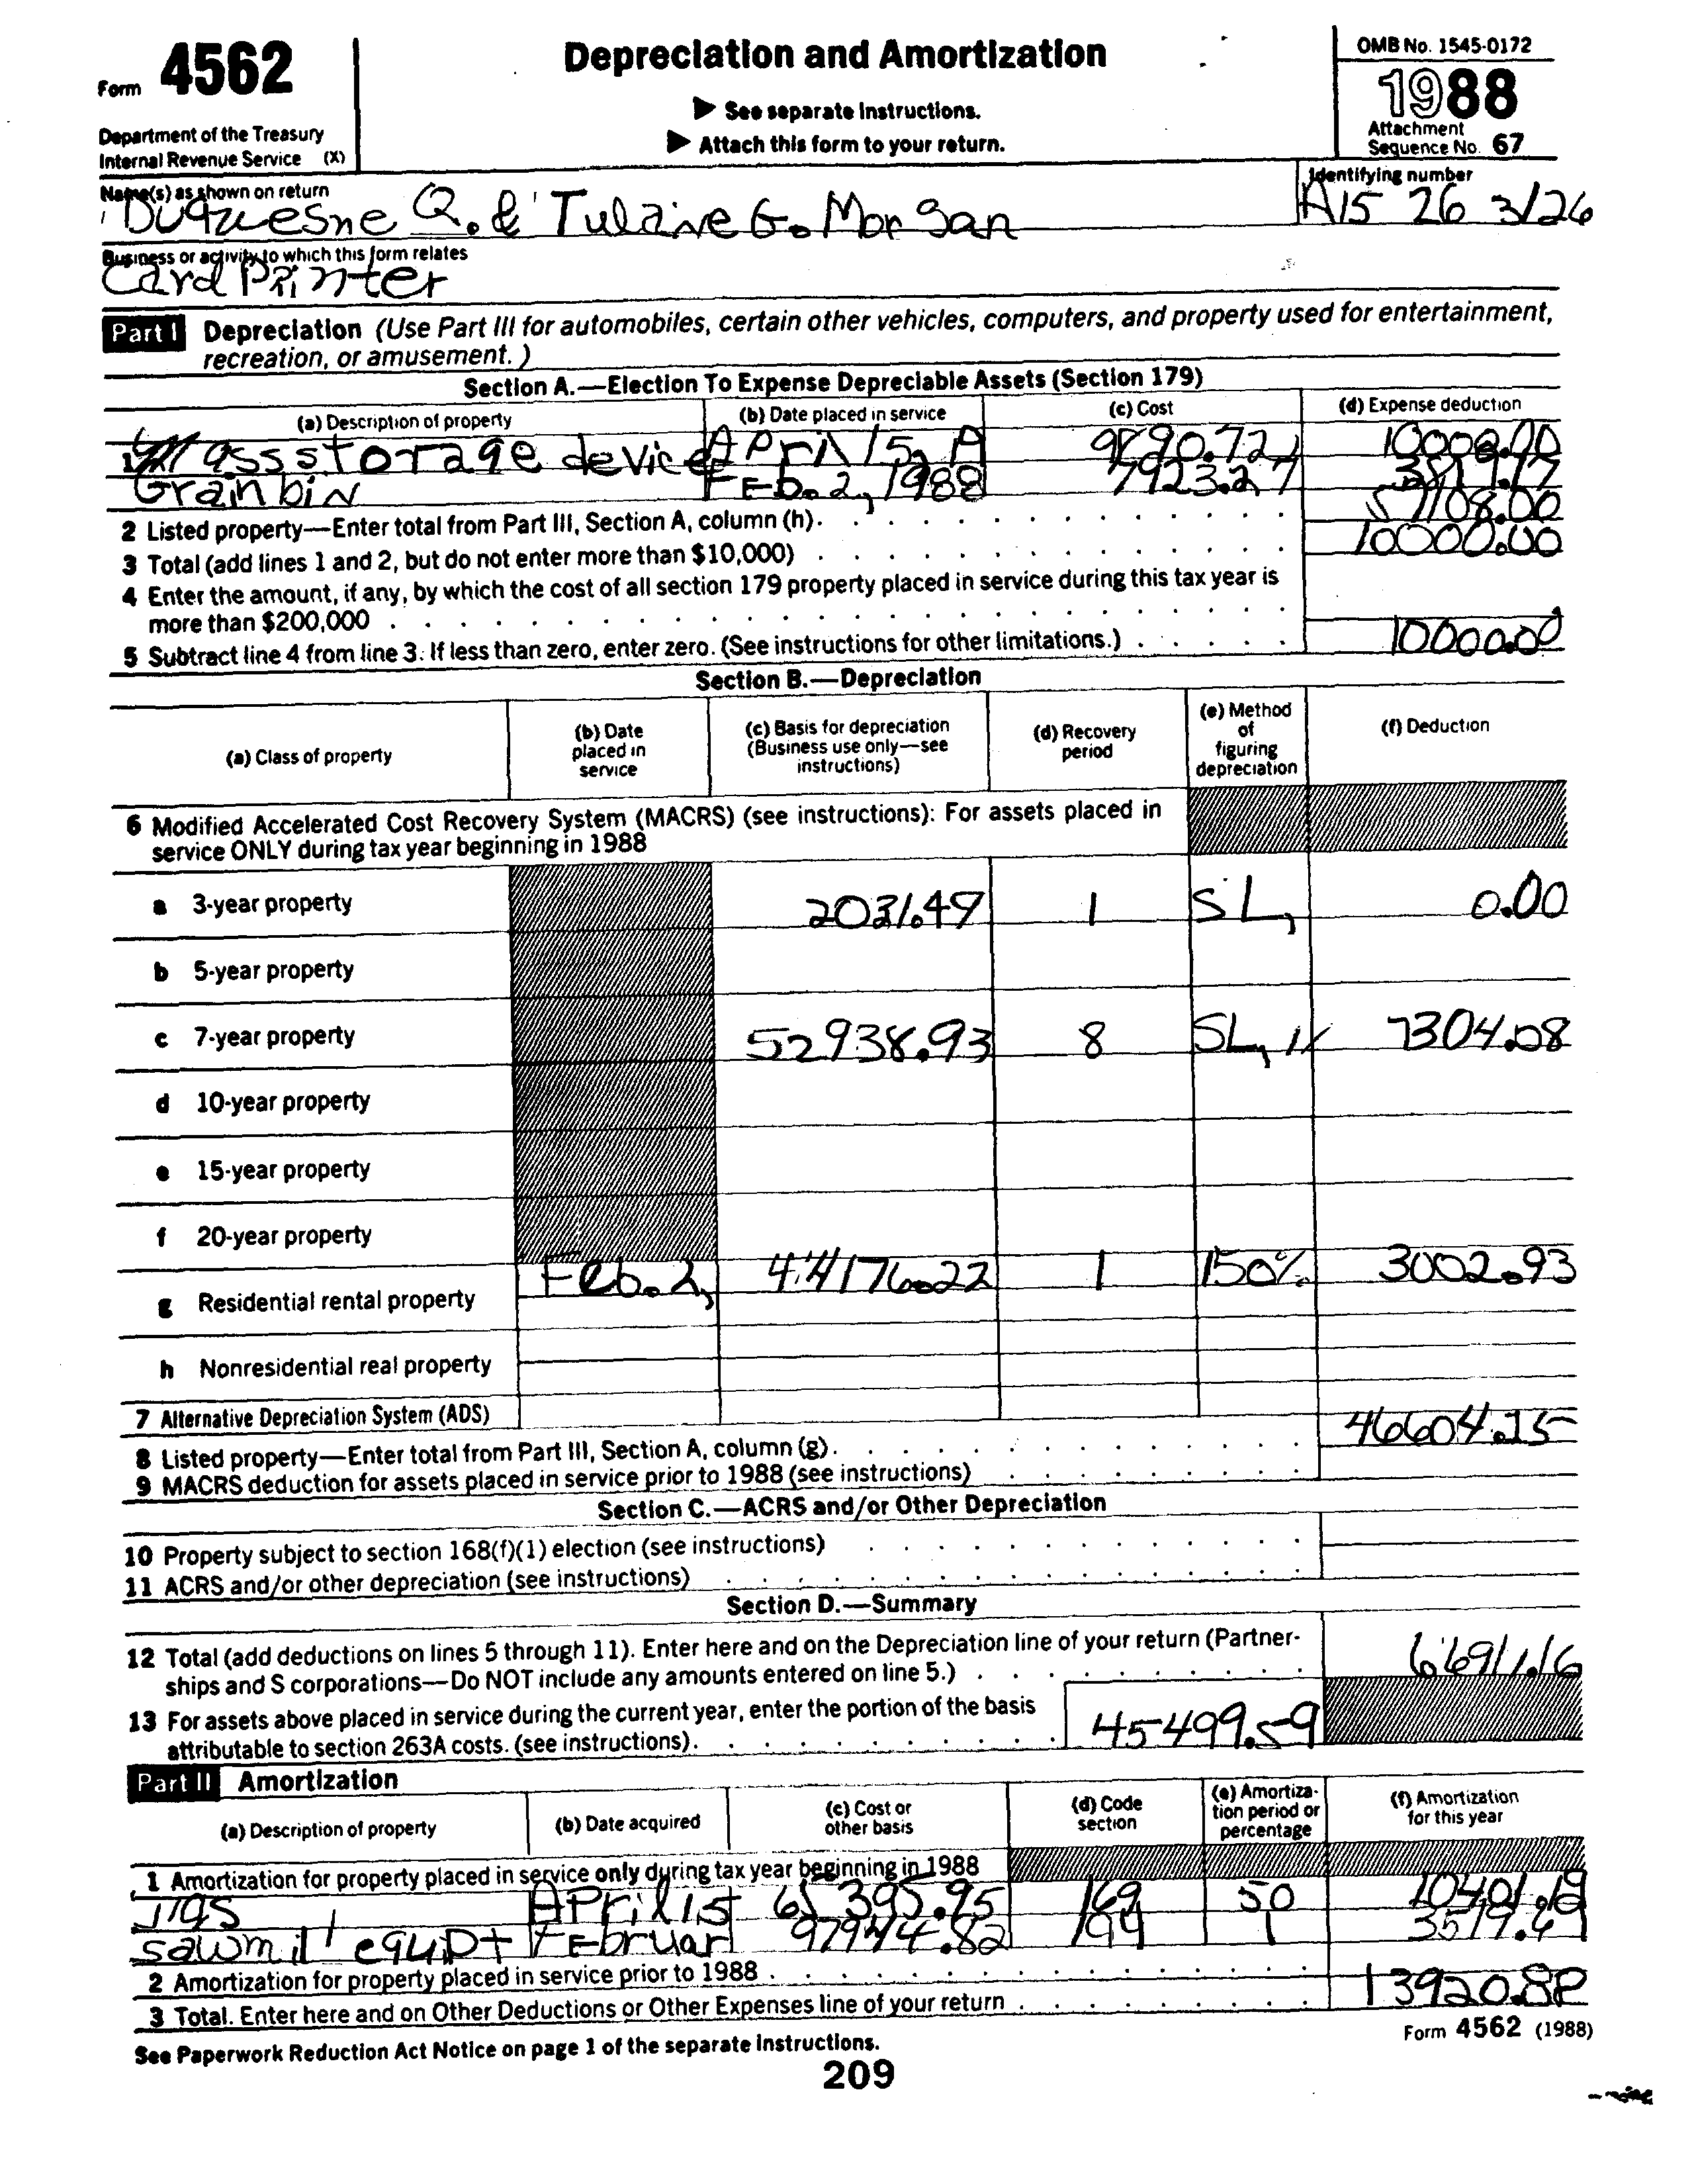 Form 4562
Department of the Treasury
Internal Revenue Service (X)
Depreciation and Amortization
▶ See separate instructions.
▶ Attach this form to your return.
OMB No. 1545-0172
1988
Attachment
Sequence No. 67
Name(s) as shown on return
Duquesne Q. & Tulaine G. Morgan
Identifying number
A15 26 3126
Business or activity to which this form relates
Card Printer
Part I Depreciation (Use Part III for automobiles, certain other vehicles, computers, and property used for entertainment,
recreation, or amusement.)
Section A.—Election To Expense Depreciable Assets (Section 179)
(a) Description of property (b) Date placed in service (c) Cost (d) Expense deduction
1 Mass storage device April 5, 10000.00
Grain bin Feb. 2, 1988 7923.27
2 Listed property—Enter total from Part III, Section A, column (h). 57108.00
3 Total (add lines 1 and 2, but do not enter more than $10,000) 10000.00
4 Enter the amount, if any, by which the cost of all section 179 property placed in service during this tax year is
more than $200,000
5 Subtract line 4 from line 3. If less than zero, enter zero. (See instructions for other limitations.) 10000.00
Section B.—Depreciation
(a) Class of property (b) Date placed in service (c) Basis for depreciation (Business use only—see instructions) (d) Recovery period (e) Method of figuring depreciation (f) Deduction
6 Modified Accelerated Cost Recovery System (MACRS) (see instructions): For assets placed in
service ONLY during tax year beginning in 1988
a 3-year property 2031.49 1 SL, 0.00
b 5-year property
c 7-year property 52938.93 8 SL, 7304.08
d 10-year property
e 15-year property
f 20-year property
g Residential rental property Feb. 2, 44176.22 1 150% 3002.93
h Nonresidential real property
7 Alternative Depreciation System (ADS)
8 Listed property—Enter total from Part III, Section A, column (g). 46604.15
9 MACRS deduction for assets placed in service prior to 1988 (see instructions)
Section C.—ACRS and/or Other Depreciation
10 Property subject to section 168(f)(1) election (see instructions)
11 ACRS and/or other depreciation (see instructions)
Section D.—Summary
12 Total (add deductions on lines 5 through 11). Enter here and on the Depreciation line of your return (Partner-
ships and S corporations—Do NOT include any amounts entered on line 5.) 66911.16
13 For assets above placed in service during the current year, enter the portion of the basis
attributable to section 263A costs. (see instructions). 45499.59
Part II Amortization
(a) Description of property (b) Date acquired (c) Cost or other basis (d) Code section (e) Amortization period or percentage (f) Amortization for this year
1 Amortization for property placed in service only during tax year beginning in 1988
Jigs April 15 65395.95 169 50 10401.19
sawmill equpt Februar 97944.82 194 1 3519.69
2 Amortization for property placed in service prior to 1988
3 Total. Enter here and on Other Deductions or Other Expenses line of your return 13920.88
See Paperwork Reduction Act Notice on page 1 of the separate instructions.
Form 4562 (1988)
209